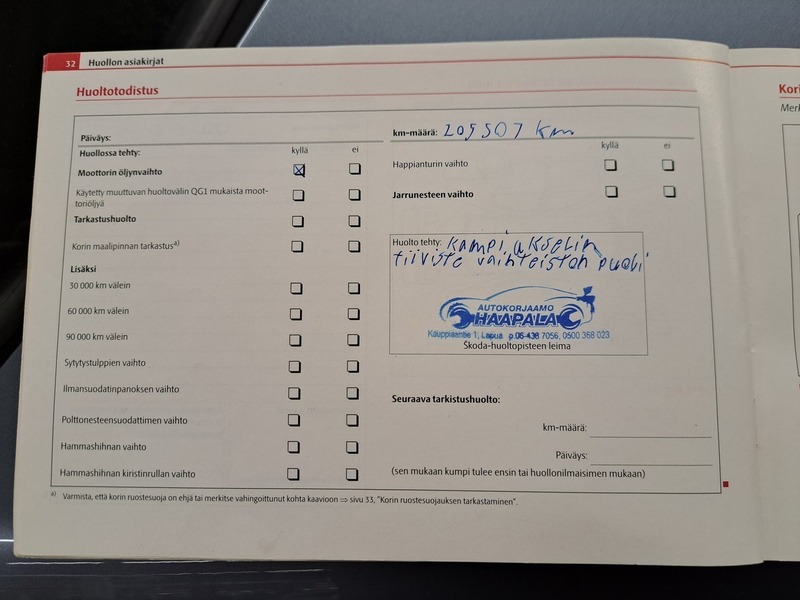 32 Huollon asiakirjat
Huoltotodistus
Päiväys:
Huollossa tehty: kyllä ei
Moottorin öljynvaihto
Käytetty muuttuvan huoltovälin QG1 mukaista moot-
toriöljyä
Tarkastushuolto
Korin maalipinnan tarkastus a)
Lisäksi
30 000 km välein
60 000 km välein
90 000 km välein
Sytytystulppien vaihto
Ilmansuodatinpanoksen vaihto
Polttonesteensuodattimen vaihto
Hammashihnan vaihto
Hammashihnan kiristinrullan vaihto
km-määrä: 205507 km
kyllä ei
Happianturin vaihto
Jarrunesteen vaihto
Huolto tehty: kampi akselin
tiiviste vaihteiston puoli
AUTOKORJAAMO
HAAPALA
Kauppiaantie 1, Lapua p.06-438 7056, 0500 368 023
Škoda-huoltopisteen leima
Seuraava tarkistushuolto:
km-määrä:
Päiväys:
(sen mukaan kumpi tulee ensin tai huollonilmaisimen mukaan)
a) Varmista, että korin ruostesuoja on ehjä tai merkitse vahingoittunut kohta kaavioon ⇒ sivu 33, "Korin ruostesuojauksen tarkastaminen".